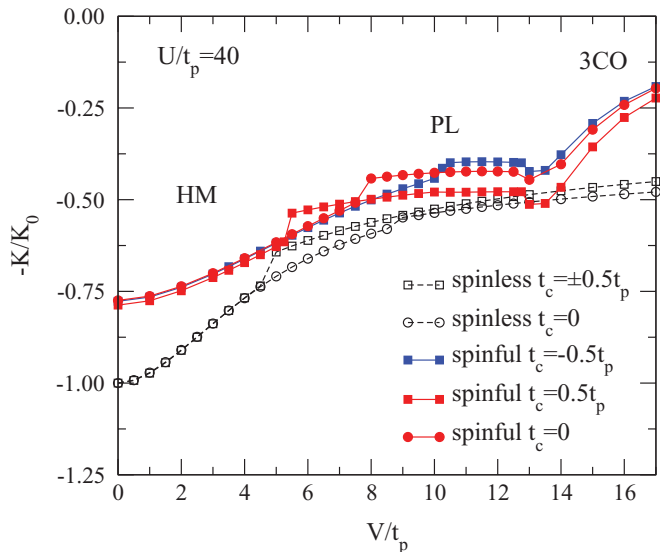 0.00
U/tp=40
3CO
-0.25
PL
-0.50
HM
-K/K0
-0.75
spinless tc=±0.5tp
spinless tc=0
-1.00
spinful tc=-0.5tp
spinful tc=0.5tp
spinful tc=0
-1.25
0 2 4 6 8 10 12 14 16
V/tp